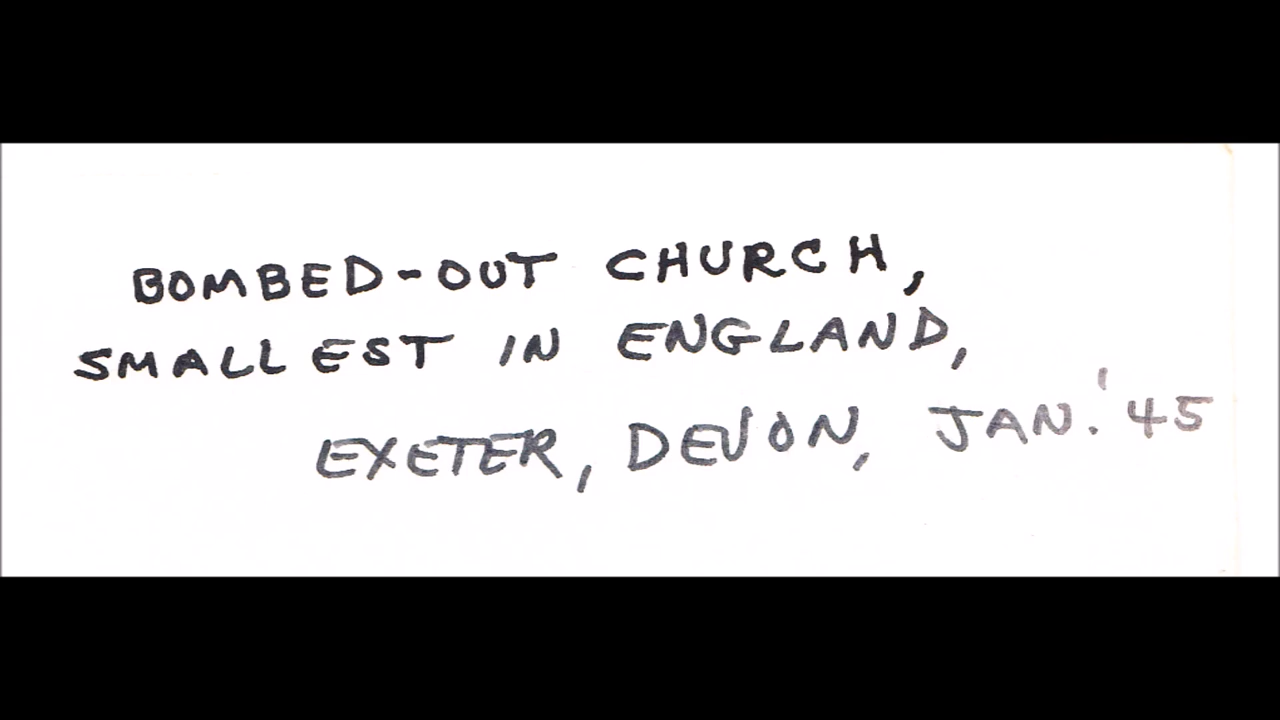 BOMBED-OUT CHURCH,
SMALLEST IN ENGLAND,
EXETER, DEVON, JAN. '45